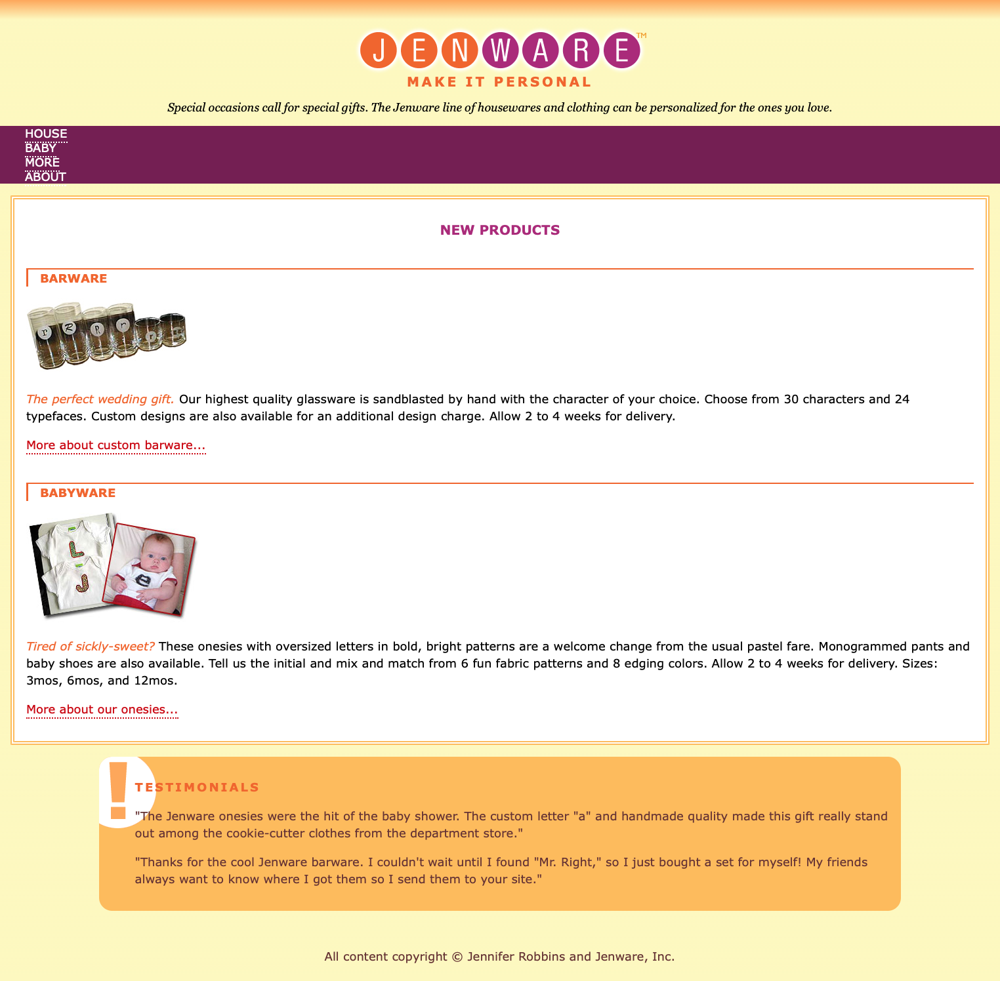 JENWARE™
MAKE IT PERSONAL
Special occasions call for special gifts. The Jenware line of housewares and clothing can be personalized for the ones you love.
HOUSE
BABY
MORE
ABOUT
NEW PRODUCTS
BARWARE
r R R r r r
The perfect wedding gift. Our highest quality glassware is sandblasted by hand with the character of your choice. Choose from 30 characters and 24
typefaces. Custom designs are also available for an additional design charge. Allow 2 to 4 weeks for delivery.
More about custom barware...
BABYWARE
L
J
e
Tired of sickly-sweet? These onesies with oversized letters in bold, bright patterns are a welcome change from the usual pastel fare. Monogrammed pants and
baby shoes are also available. Tell us the initial and mix and match from 6 fun fabric patterns and 8 edging colors. Allow 2 to 4 weeks for delivery. Sizes:
3mos, 6mos, and 12mos.
More about our onesies...
!
TESTIMONIALS
"The Jenware onesies were the hit of the baby shower. The custom letter "a" and handmade quality made this gift really stand
out among the cookie-cutter clothes from the department store."
"Thanks for the cool Jenware barware. I couldn't wait until I found "Mr. Right," so I just bought a set for myself! My friends
always want to know where I got them so I send them to your site."
All content copyright © Jennifer Robbins and Jenware, Inc.